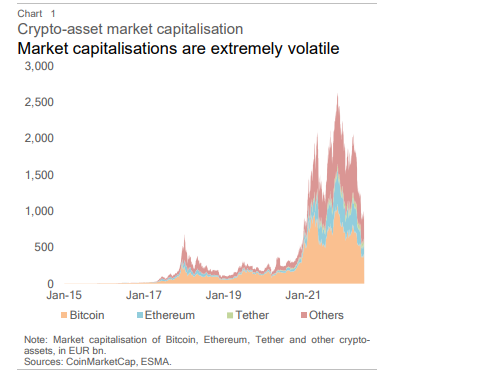 Chart 1
Crypto-asset market capitalisation
Market capitalisations are extremely volatile
3,000
2,500
2,000
1,500
1,000
500
0
Jan-15 Jan-17 Jan-19 Jan-21
Bitcoin Ethereum Tether Others
Note: Market capitalisation of Bitcoin, Ethereum, Tether and other crypto-
assets, in EUR bn.
Sources: CoinMarketCap, ESMA.